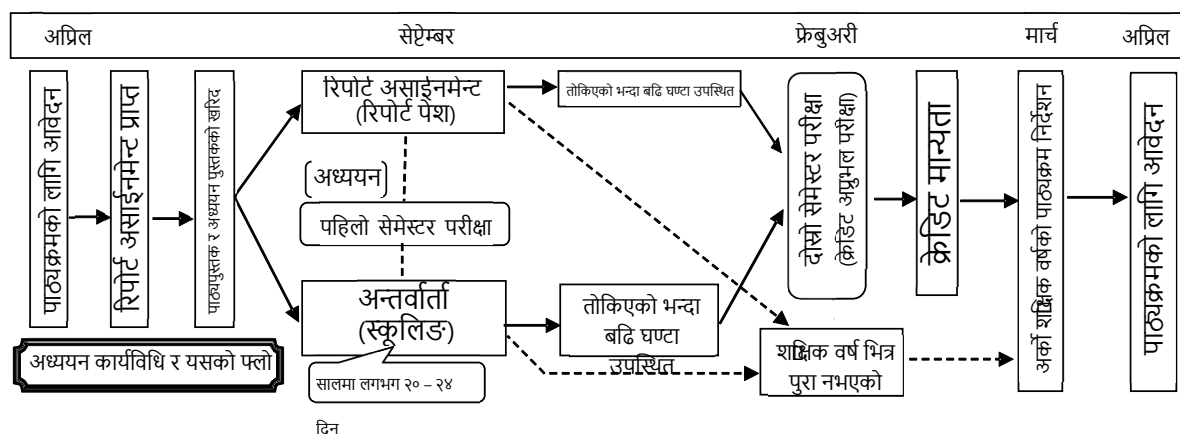 अप्रिल सेप्टेम्बर फ्रेबुअरी मार्च अप्रिल
पाठ्यक्रमको लागि आवेदन
रिपोर्ट असाईनमेन्ट प्राप्त
पाठ्यपुस्तक र अध्ययन पुस्तकको खरिद
रिपोर्ट असाईनमेन्ट
(रिपोर्ट पेश)
(अध्ययन)
पहिलो सेमेस्टर परीक्षा
अन्तर्वार्ता
(स्कूलिङ)
सालमा लगभग २० – २४
दिन
तोकिएको भन्दा बढि घण्टा उपस्थित
तोकिएको भन्दा
बढि घण्टा
उपस्थित
दोस्रो सेमेस्टर परीक्षा
(क्रेडिट अप्रुभल परीक्षा)
शक्षिक वर्ष भित्र
पुरा नभएको
क्रेडिट मान्यता
अर्को शक्षिक वर्षको पाठ्यक्रम निर्देशन
पाठ्यक्रमको लागि आवेदन
अध्ययन कार्यविधि र यसको फ्लो